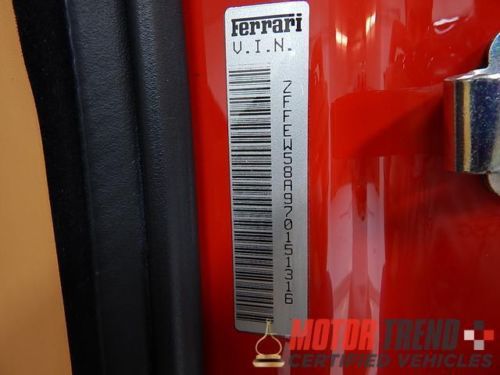 Ferrari
V.I.N.
ZFFEW58A970151316
MOTOR TREND
CERTIFIED VEHICLES